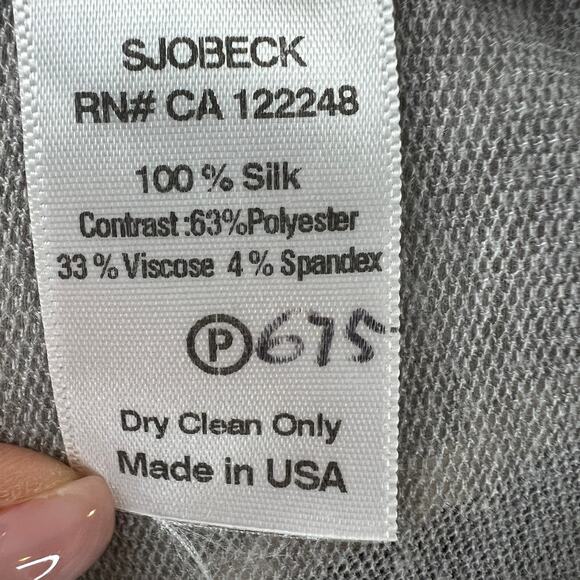 SJOBECK
RN# CA 122248
100 % Silk
Contrast :63%Polyester
33 % Viscose 4 % Spandex
P 675
Dry Clean Only
Made in USA